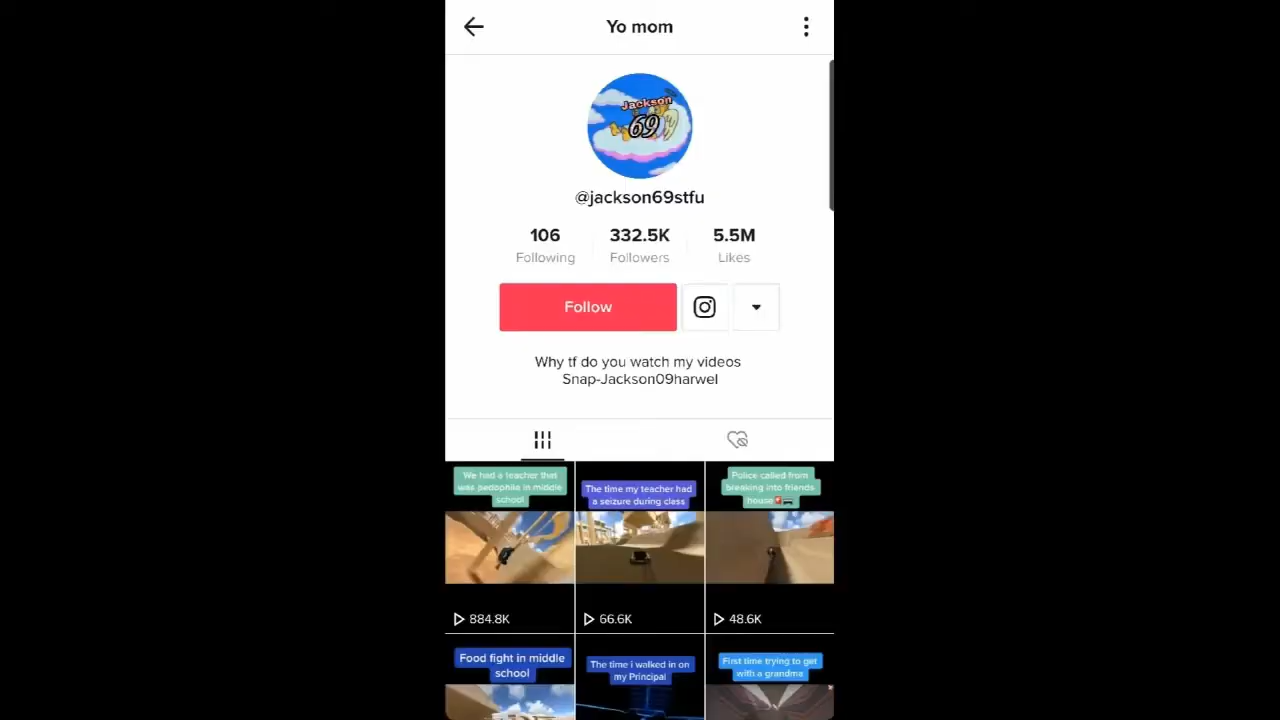 Yo mom
Jackson
69
@jackson69stfu
106
Following
332.5K
Followers
5.5M
Likes
Follow
Why tf do you watch my videos
Snap-Jackson09harwel
We had a teacher that
was pedophile in middle
school
The time my teacher had
a seizure during class
Police called from
breaking into friends
house🚨🚔
884.8K
66.6K
48.6K
Food fight in middle
school
The time i walked in on
my Principal
First time trying to get
with a grandma